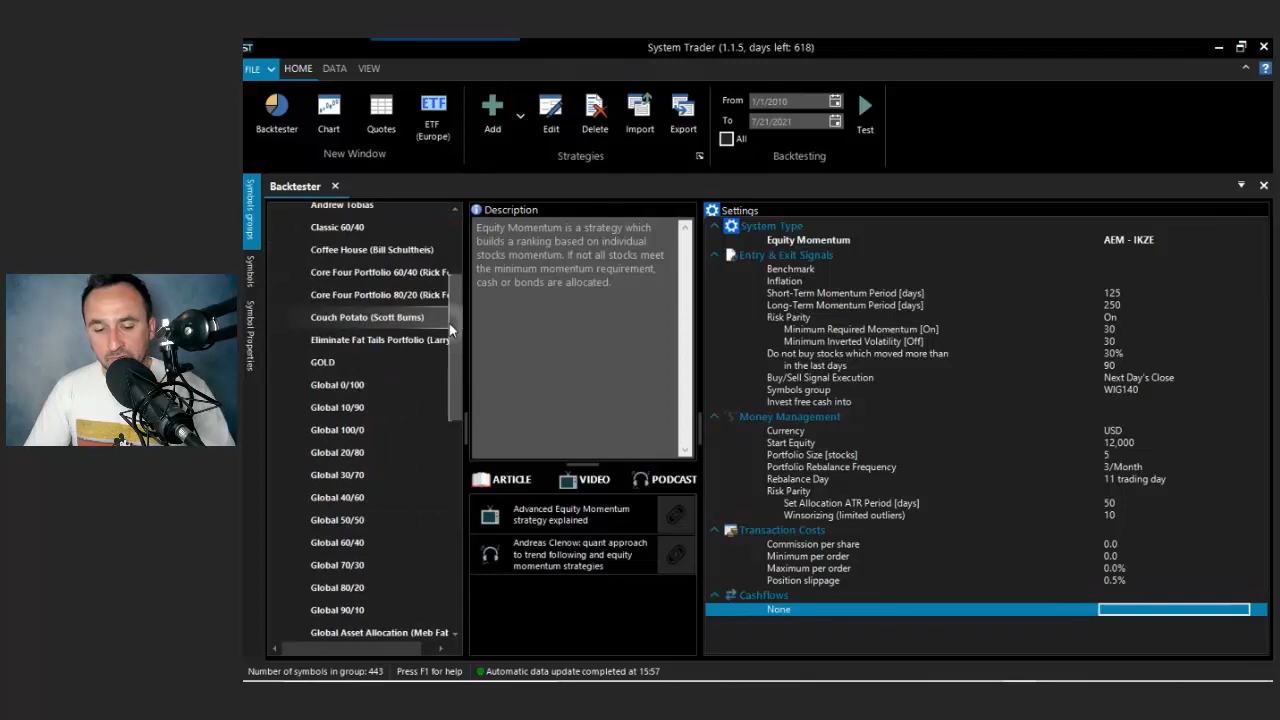 ST
System Trader (1.1.5, days left: 618)
FILE
HOME
DATA
VIEW
Backtester
Chart
Quotes
ETF
ETF
(Europe)
New Window
Add
Edit
Delete
Import
Export
Strategies
From
1/1/2010
To
7/21/2021
All
Test
Backtesting
Symbols groups
Symbols
Symbol Properties
Backtester
Andrew Tobias
Classic 60/40
Coffee House (Bill Schultheis)
Core Four Portfolio 60/40 (Rick Fe
Core Four Portfolio 80/20 (Rick Fe
Couch Potato (Scott Burns)
Eliminate Fat Tails Portfolio (Larry
GOLD
Global 0/100
Global 10/90
Global 100/0
Global 20/80
Global 30/70
Global 40/60
Global 50/50
Global 60/40
Global 70/30
Global 80/20
Global 90/10
Global Asset Allocation (Meb Fab
Description
Equity Momentum is a strategy which
builds a ranking based on individual
stocks momentum. If not all stocks meet
the minimum momentum requirement,
cash or bonds are allocated.
ARTICLE
VIDEO
PODCAST
Advanced Equity Momentum
strategy explained
Andreas Clenow: quant approach
to trend following and equity
momentum strategies
Settings
System Type
Equity Momentum AEM - IKZE
Entry & Exit Signals
Benchmark
Inflation
Short-Term Momentum Period [days] 125
Long-Term Momentum Period [days] 250
Risk Parity On
Minimum Required Momentum [On] 30
Minimum Inverted Volatility [Off] 30
Do not buy stocks which moved more than 30%
in the last days 90
Buy/Sell Signal Execution Next Day's Close
Symbols group WIG140
Invest free cash into
Money Management
Currency USD
Start Equity 12,000
Portfolio Size [stocks] 5
Portfolio Rebalance Frequency 3/Month
Rebalance Day 11 trading day
Risk Parity
Set Allocation ATR Period [days] 50
Winsorizing (limited outliers) 10
Transaction Costs
Commission per share 0.0
Minimum per order 0.0
Maximum per order 0.0%
Position slippage 0.5%
Cashflows
None
Number of symbols in group: 443
Press F1 for help
Automatic data update completed at 15:57